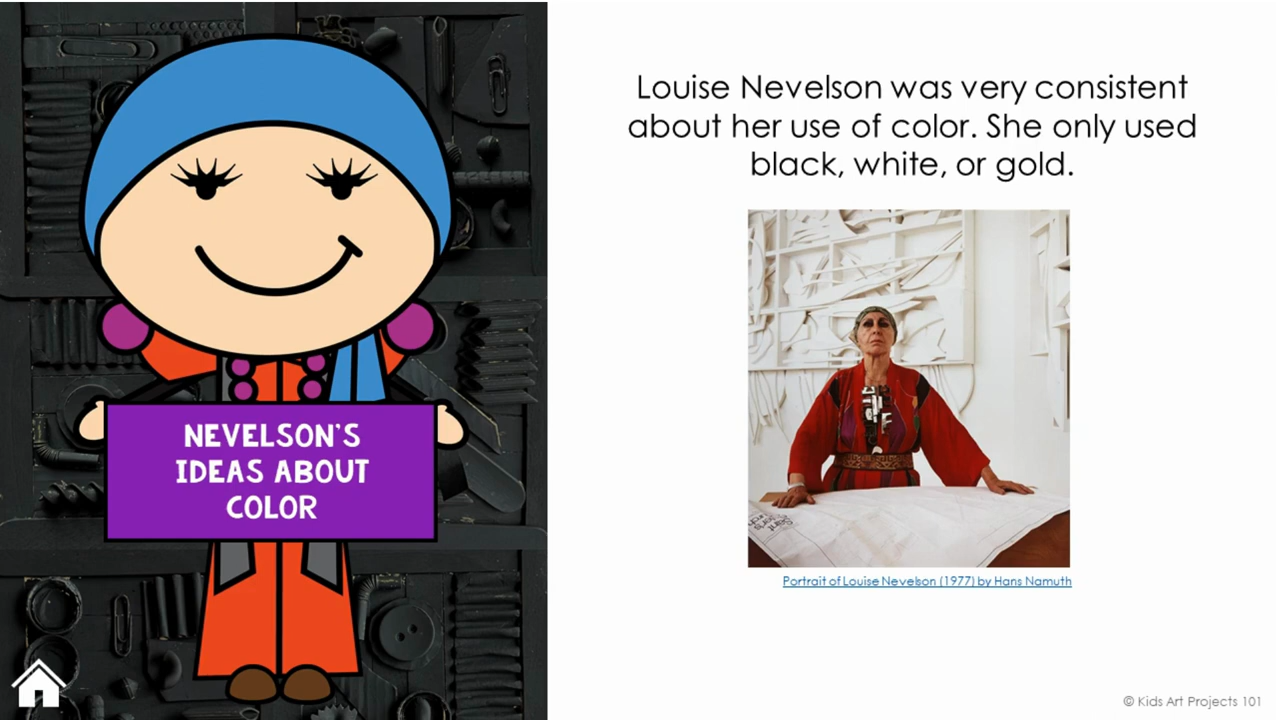 NEVELSON'S
IDEAS ABOUT
COLOR
Louise Nevelson was very consistent
about her use of color. She only used
black, white, or gold.
Portrait of Louise Nevelson (1977) by Hans Namuth
© Kids Art Projects 101